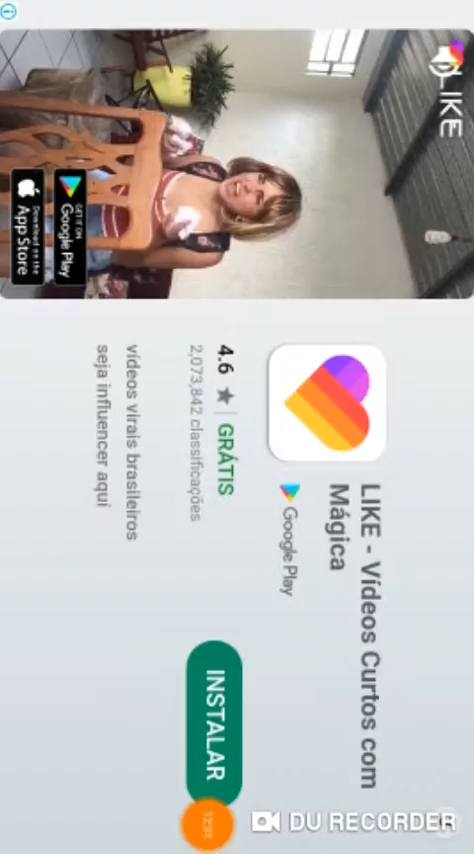 LIKE
GET IT ON
Google Play
Download on the
App Store
LIKE - Vídeos Curtos com
Mágica
Google Play
4.6 ★ | GRÁTIS
2,073,842 classificações
vídeos virais brasileiros
seja influencer aqui
INSTALAR
DU RECORDER